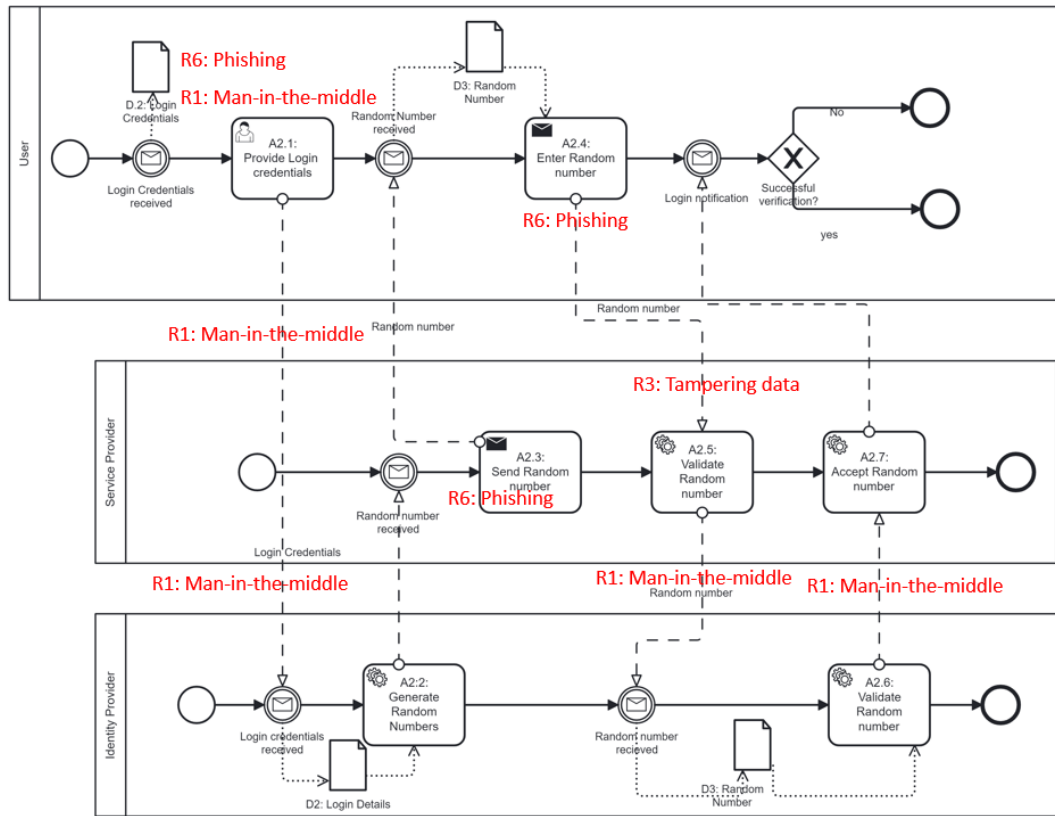 User
R6: Phishing
R1: Man-in-the-middle
D.2: Login
Credentials
Login Credentials
received
A2.1:
Provide Login
credentials
Random Number
received
D3: Random
Number
A2.4:
Enter Random
number
R6: Phishing
Login notification
Successful
verification?
No
yes
Random number
Random number
R1: Man-in-the-middle
R3: Tampering data
Service Provider
Random number
received
A2.3:
Send Random
number
R6: Phishing
A2.5:
Validate
Random
number
A2.7:
Accept Random
number
Login Credentials
R1: Man-in-the-middle
R1: Man-in-the-middle
Random number
R1: Man-in-the-middle
Identity Provider
Login credentials
received
A2:2:
Generate
Random
Numbers
D2: Login Details
Random number
recieved
D3: Random
Number
A2.6:
Validate
Random
number